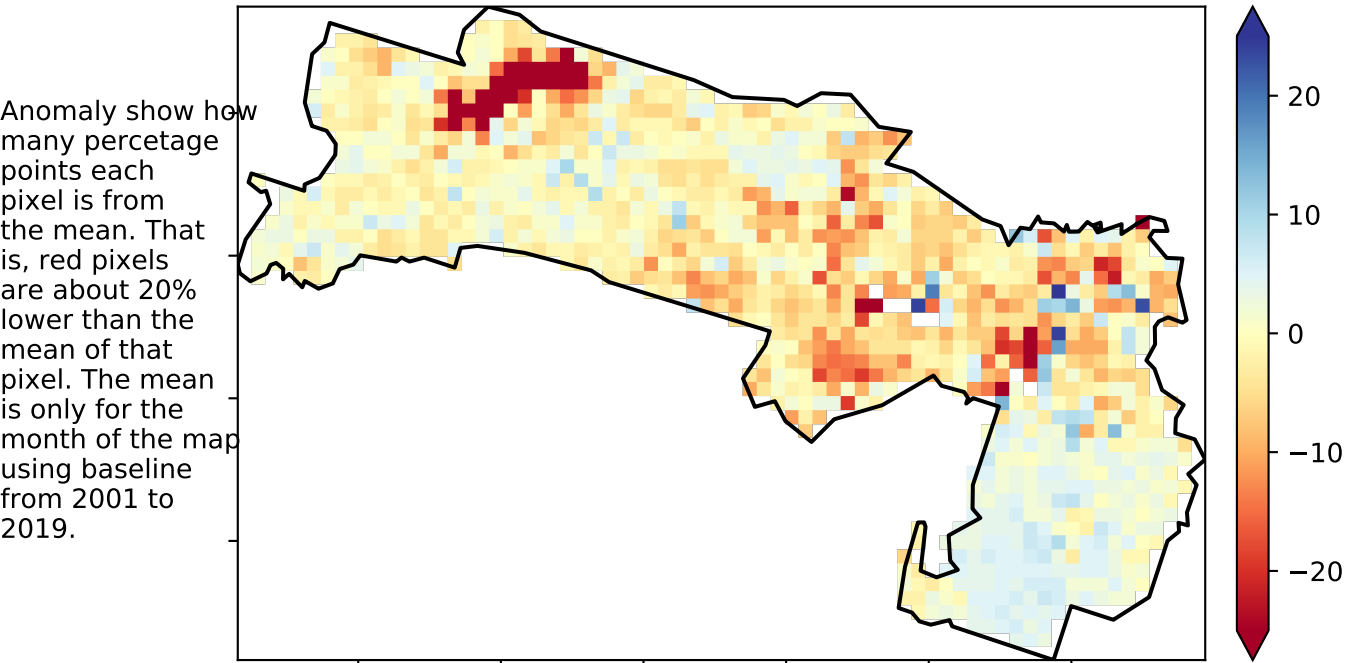 Anomaly show how
many percetage
points each
pixel is from
the mean. That
is, red pixels
are about 20%
lower than the
mean of that
pixel. The mean
is only for the
month of the map
using baseline
from 2001 to
2019.
20
10
0
−10
−20